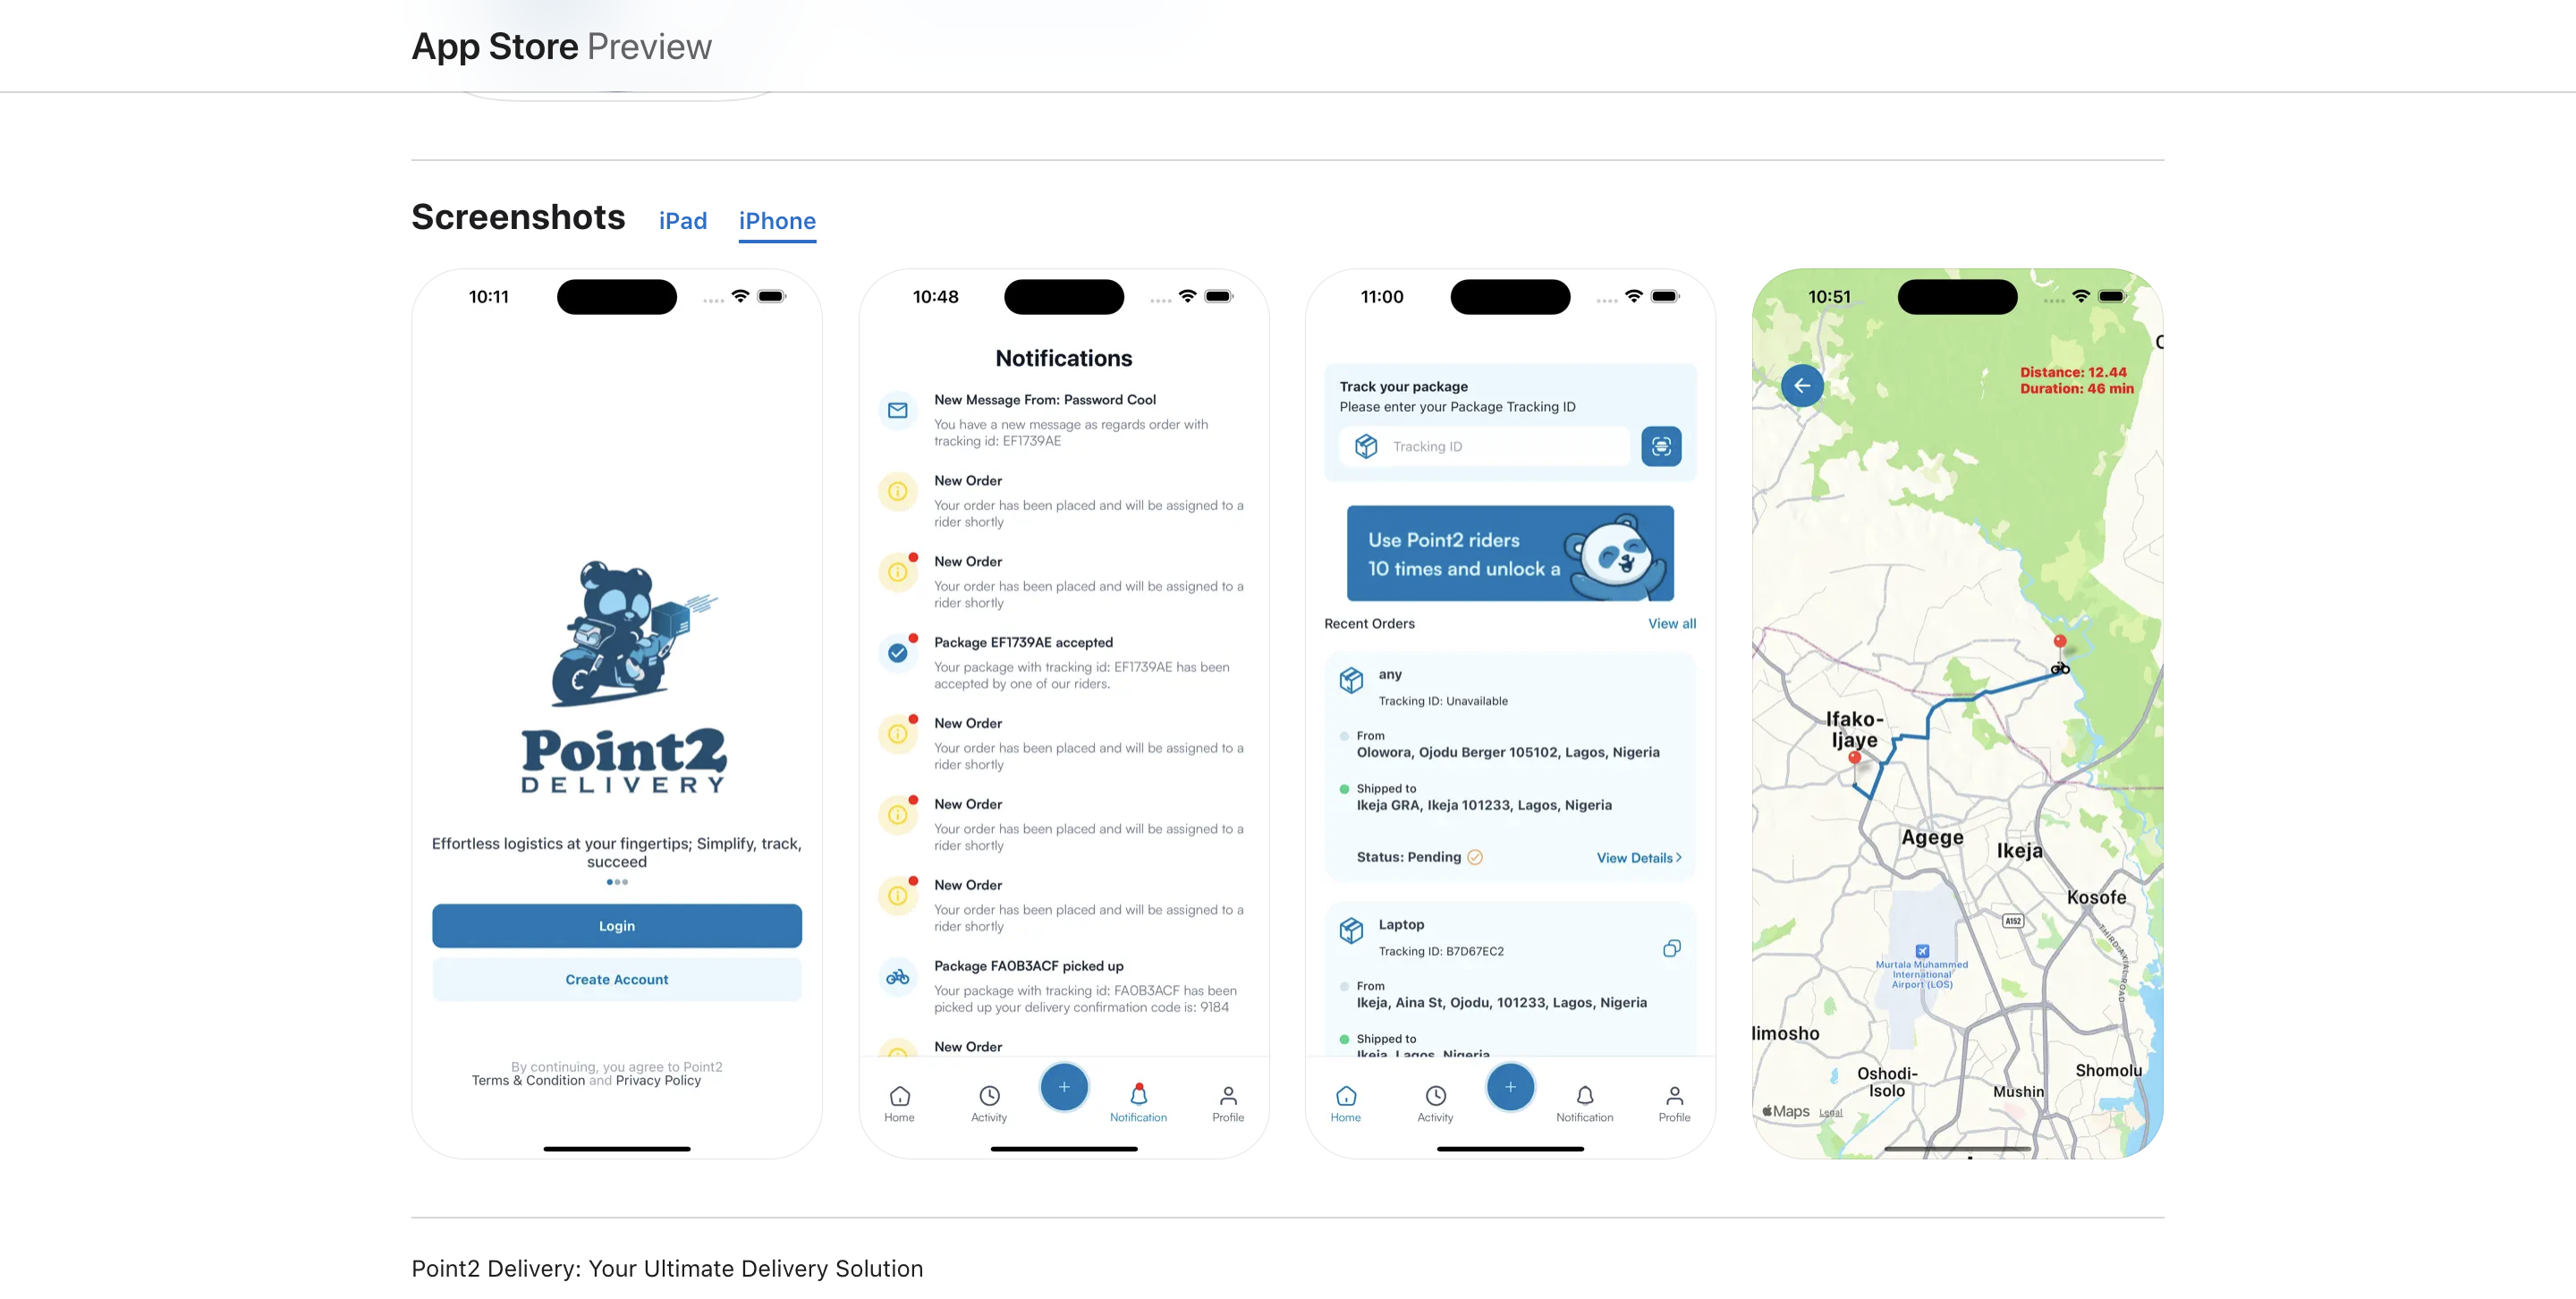 App Store Preview
Screenshots iPad iPhone
10:11
Point2
DELIVERY
Effortless logistics at your fingertips; Simplify, track,
succeed
Login
Create Account
By continuing, you agree to Point2
Terms & Condition and Privacy Policy
10:48
Notifications
New Message From: Password Cool
You have a new message as regards order with
tracking id: EF1739AE
New Order
Your order has been placed and will be assigned to a
rider shortly
New Order
Your order has been placed and will be assigned to a
rider shortly
Package EF1739AE accepted
Your package with tracking id: EF1739AE has been
accepted by one of our riders.
New Order
Your order has been placed and will be assigned to a
rider shortly
New Order
Your order has been placed and will be assigned to a
rider shortly
New Order
Your order has been placed and will be assigned to a
rider shortly
Package FA0B3ACF picked up
Your package with tracking id: FA0B3ACF has been
picked up your delivery confirmation code is: 9184
New Order
Home Activity Notification Profile
11:00
Track your package
Please enter your Package Tracking ID
Tracking ID
Use Point2 riders
10 times and unlock a
Recent Orders View all
any
Tracking ID: Unavailable
From
Olowora, Ojodu Berger 105102, Lagos, Nigeria
Shipped to
Ikeja GRA, Ikeja 101233, Lagos, Nigeria
Status: Pending View Details
Laptop
Tracking ID: B7D67EC2
From
Ikeja, Aina St, Ojodu, 101233, Lagos, Nigeria
Shipped to
Ikeja, Lagos, Nigeria
Home Activity Notification Profile
10:51
Distance: 12.44
Duration: 46 min
Ifako-
Ijaye
Agege
Ikeja
Kosofe
A152
Murtala Muhammed
International
Airport (LOS)
limosho
Oshodi-
Isolo
Mushin
Shomolu
Maps Legal
Point2 Delivery: Your Ultimate Delivery Solution